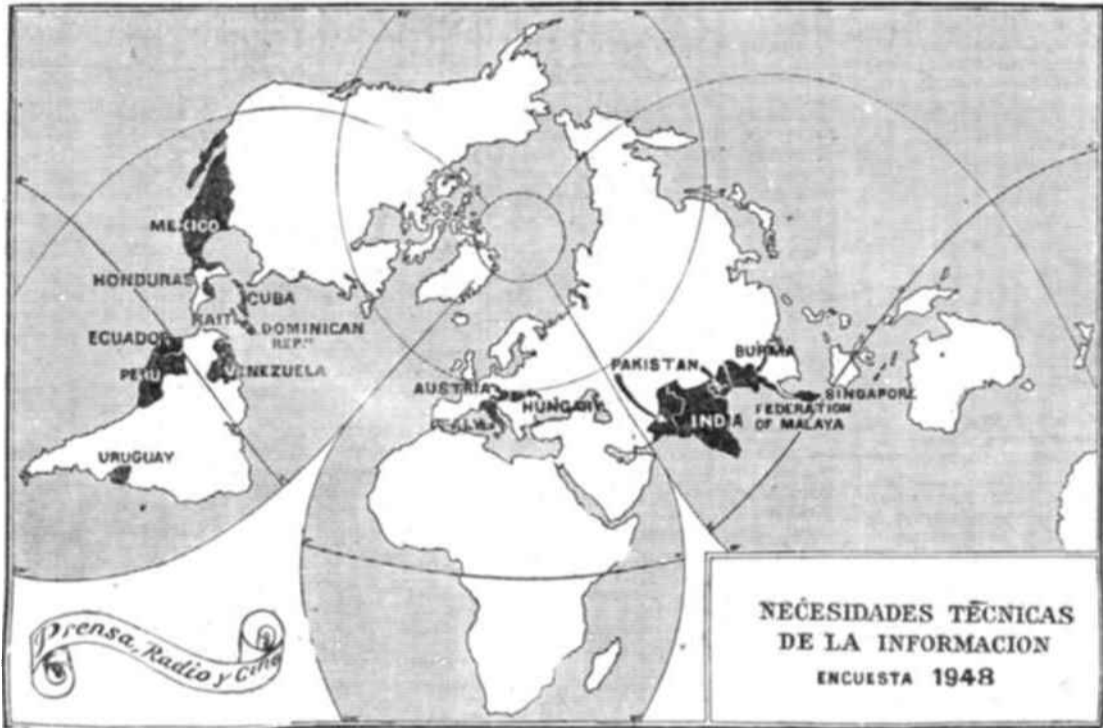 MEXICO
HONDURAS
CUBA
HAITI
DOMINICAN
REP.
ECUADOR
PERU
VENEZUELA
URUGUAY
AUSTRIA
HUNGARY
PAKISTAN
BURMA
INDIA
SINGAPORE
FEDERATION
OF MALAYA
Prensa, Radio y Cine
NECESIDADES TECNICAS
DE LA INFORMACION
ENCUESTA 1948